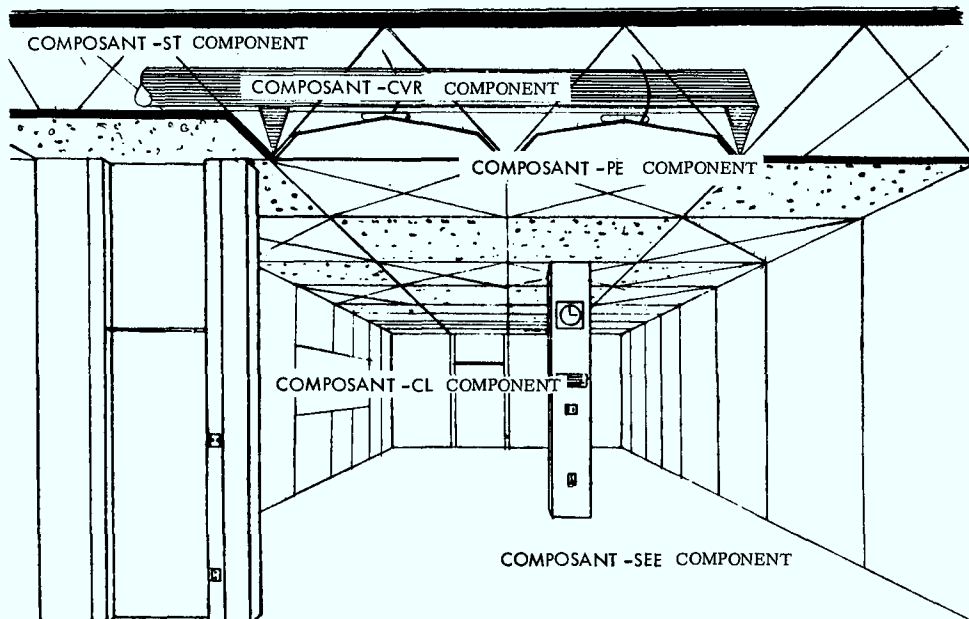 COMPOSANT -ST COMPONENT
COMPOSANT -CVR COMPONENT
COMPOSANT -PE COMPONENT
COMPOSANT -CL COMPONENT
COMPOSANT -SEE COMPONENT